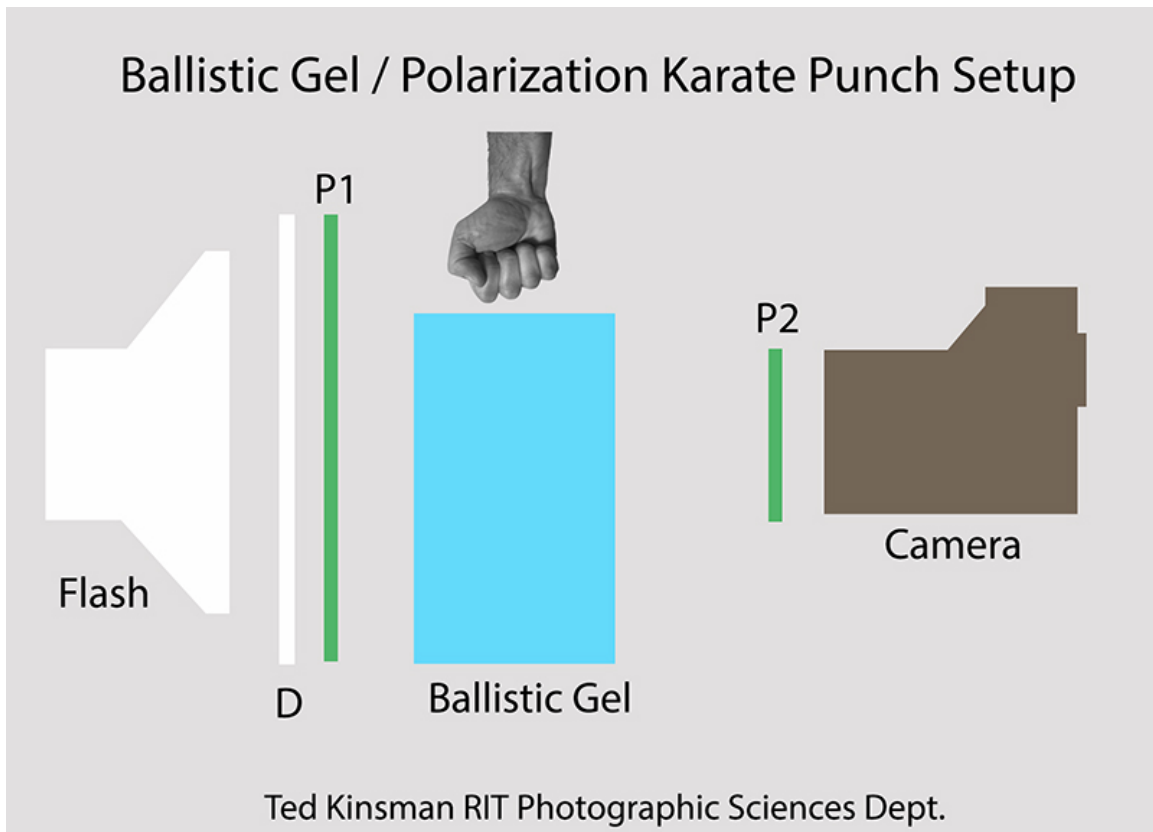 Ballistic Gel / Polarization Karate Punch Setup
P1
P2
Camera
Flash
D
Ballistic Gel
Ted Kinsman RIT Photographic Sciences Dept.